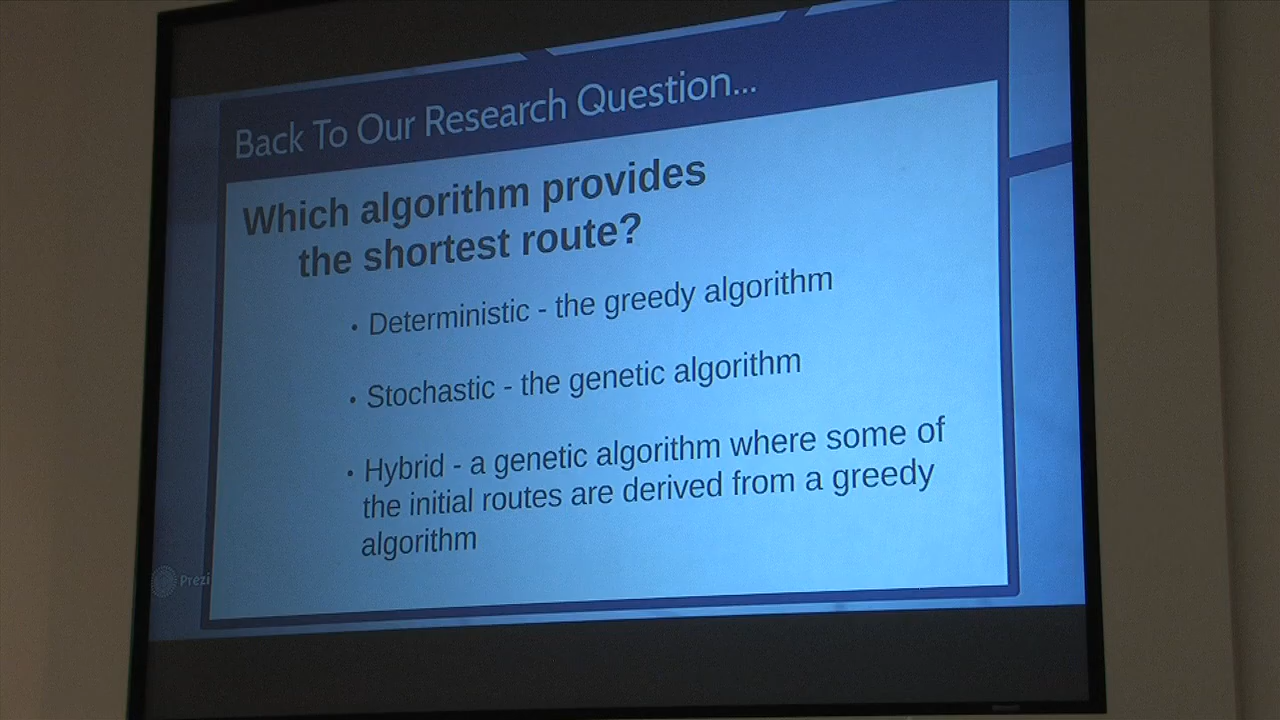 Back To Our Research Question...
Which algorithm provides
the shortest route?
• Deterministic - the greedy algorithm
• Stochastic - the genetic algorithm
• Hybrid - a genetic algorithm where some of
the initial routes are derived from a greedy
algorithm
Prezi